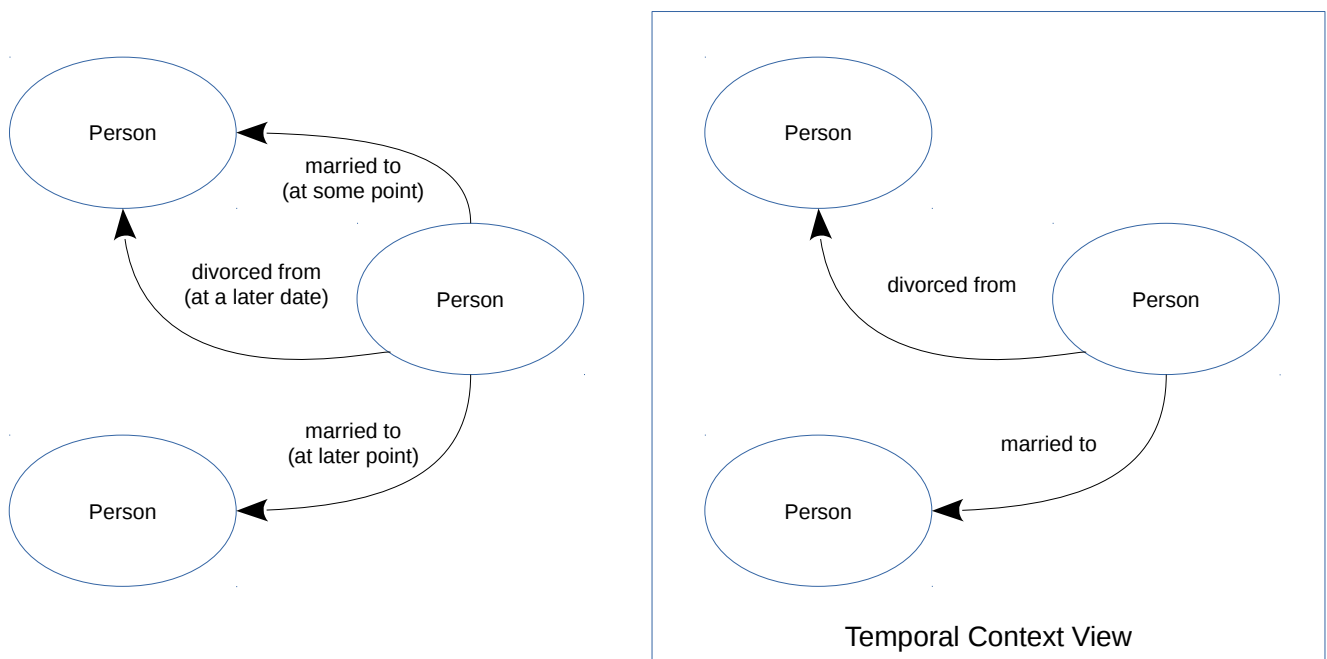 Person
married to
(at some point)
divorced from
(at a later date)
Person
married to
(at later point)
Person
Person
divorced from
Person
married to
Person
Temporal Context View